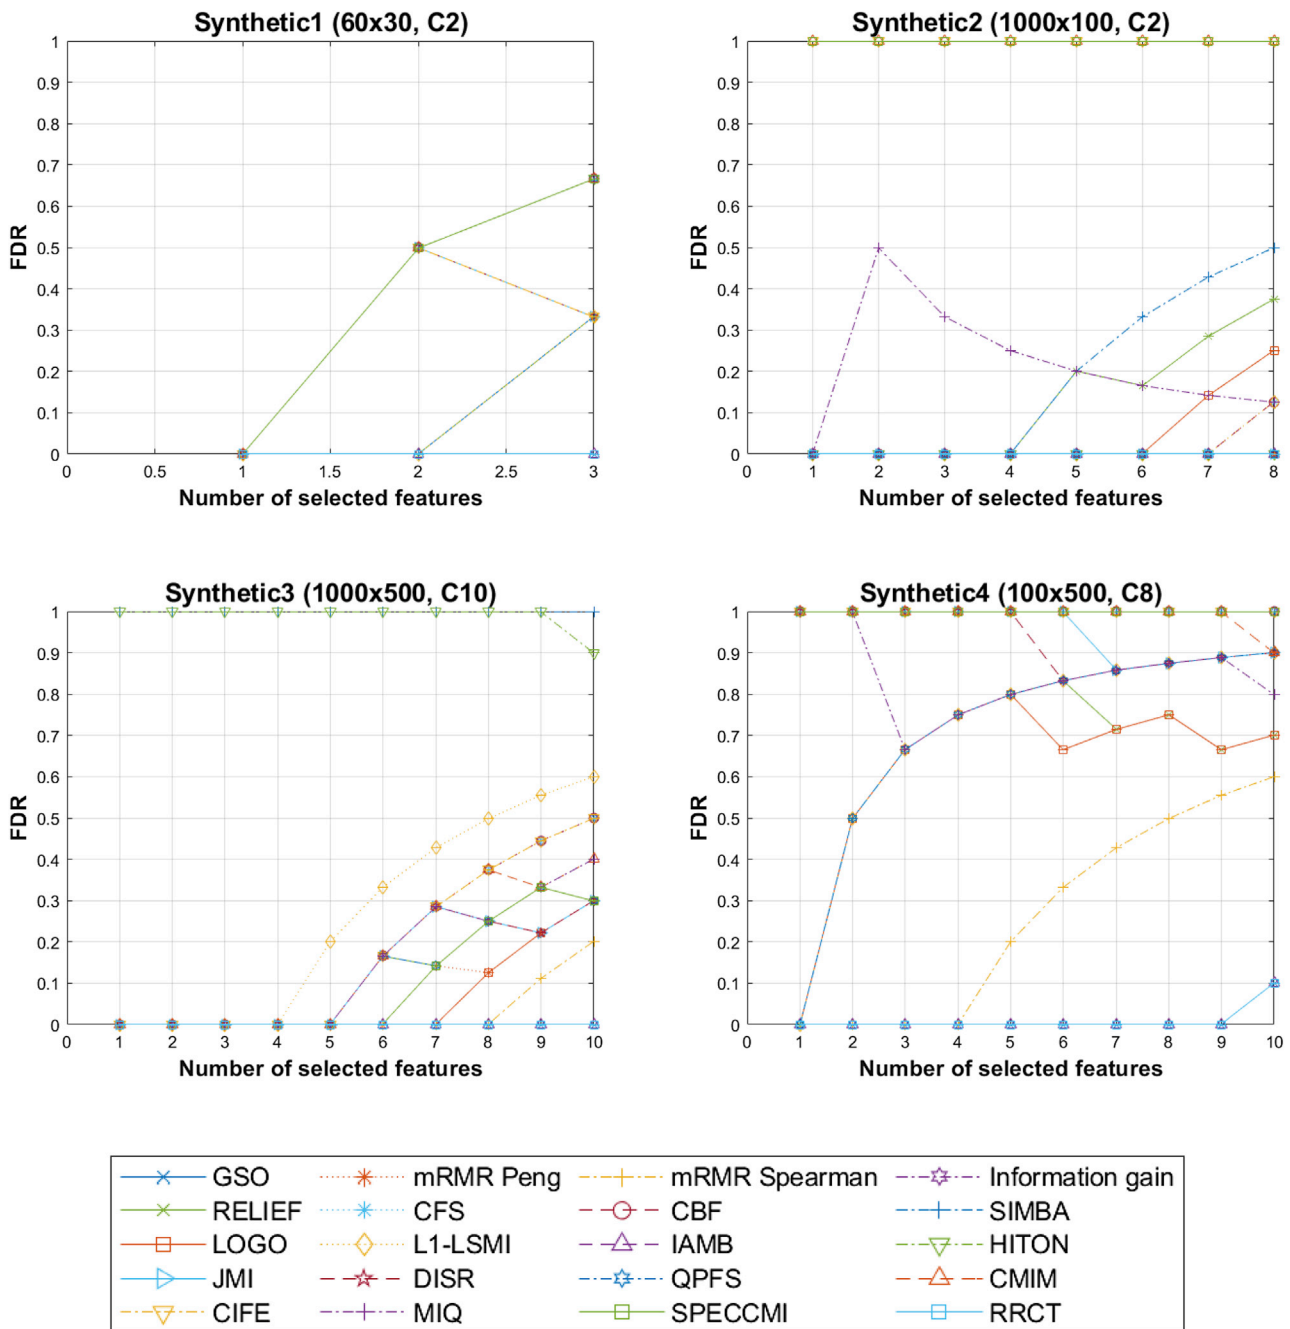 Synthetic1 (60x30, C2)
1
0.9
0.8
0.7
0.6
0.5
0.4
0.3
0.2
0.1
0
FDR
0 0.5 1 1.5 2 2.5 3
Number of selected features
Synthetic2 (1000x100, C2)
1
0.9
0.8
0.7
0.6
0.5
0.4
0.3
0.2
0.1
0
FDR
0 1 2 3 4 5 6 7 8
Number of selected features
Synthetic3 (1000x500, C10)
1
0.9
0.8
0.7
0.6
0.5
0.4
0.3
0.2
0.1
0
FDR
0 1 2 3 4 5 6 7 8 9 10
Number of selected features
Synthetic4 (100x500, C8)
1
0.9
0.8
0.7
0.6
0.5
0.4
0.3
0.2
0.1
0
FDR
0 1 2 3 4 5 6 7 8 9 10
Number of selected features
GSO mRMR Peng mRMR Spearman Information gain
RELIEF CFS CBF SIMBA
LOGO L1-LSMI IAMB HITON
JMI DISR QPFS CMIM
CIFE MIQ SPECCMI RRCT